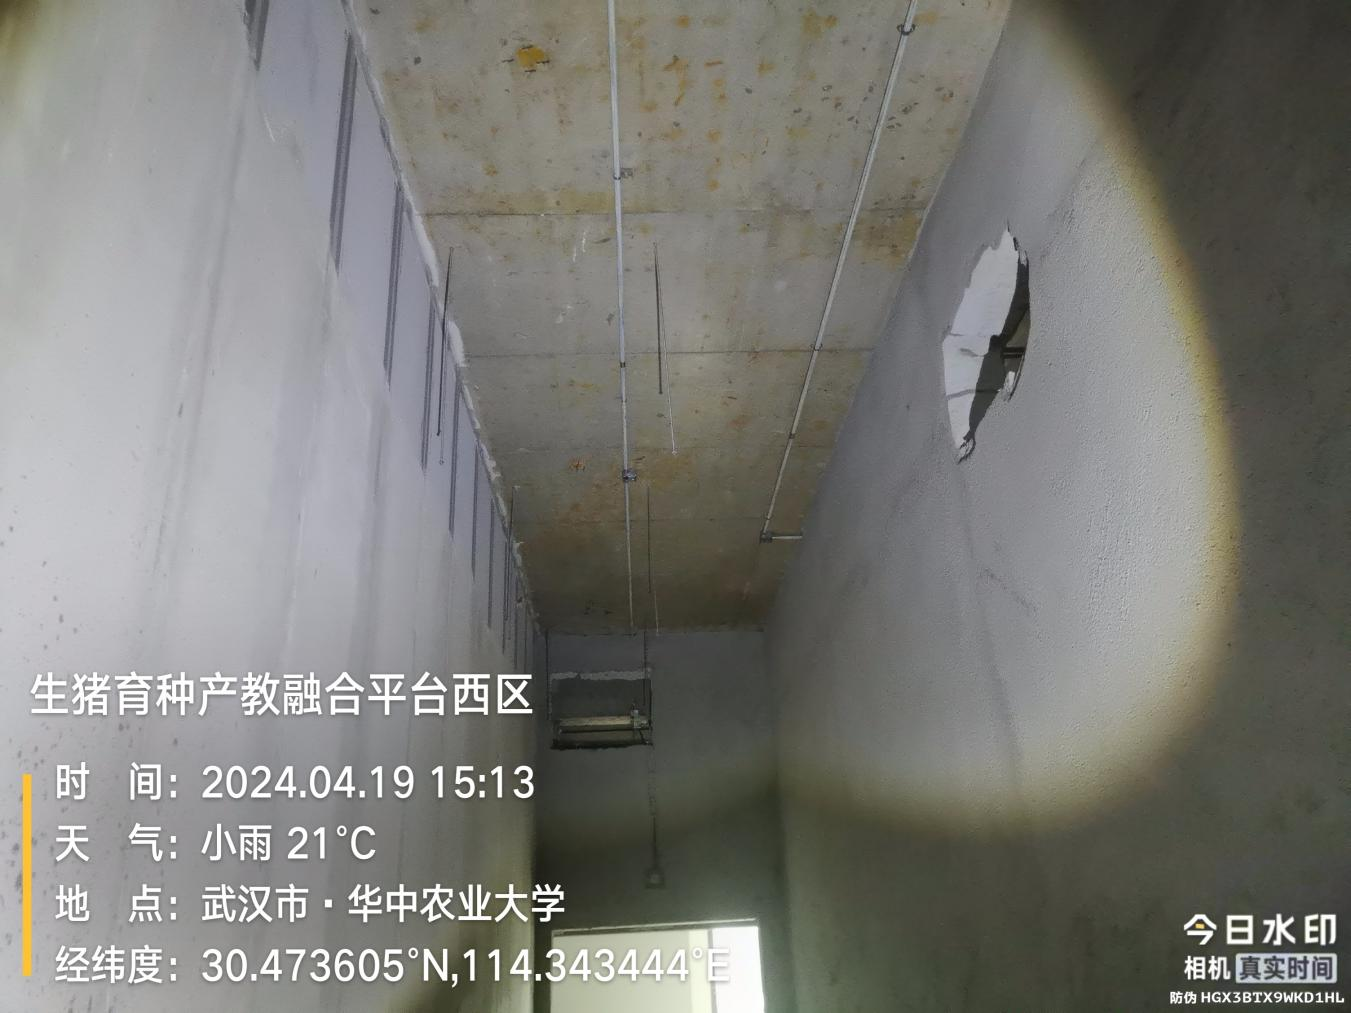 生猪育种产教融合平台西区
时 间：2024.04.19 15:13
天 气：小雨 21°C
地 点：武汉市·华中农业大学
经纬度：30.473605°N,114.343444°E
今日水印
相机 真实时间
防伪 HGX3BTX9WKD1HL